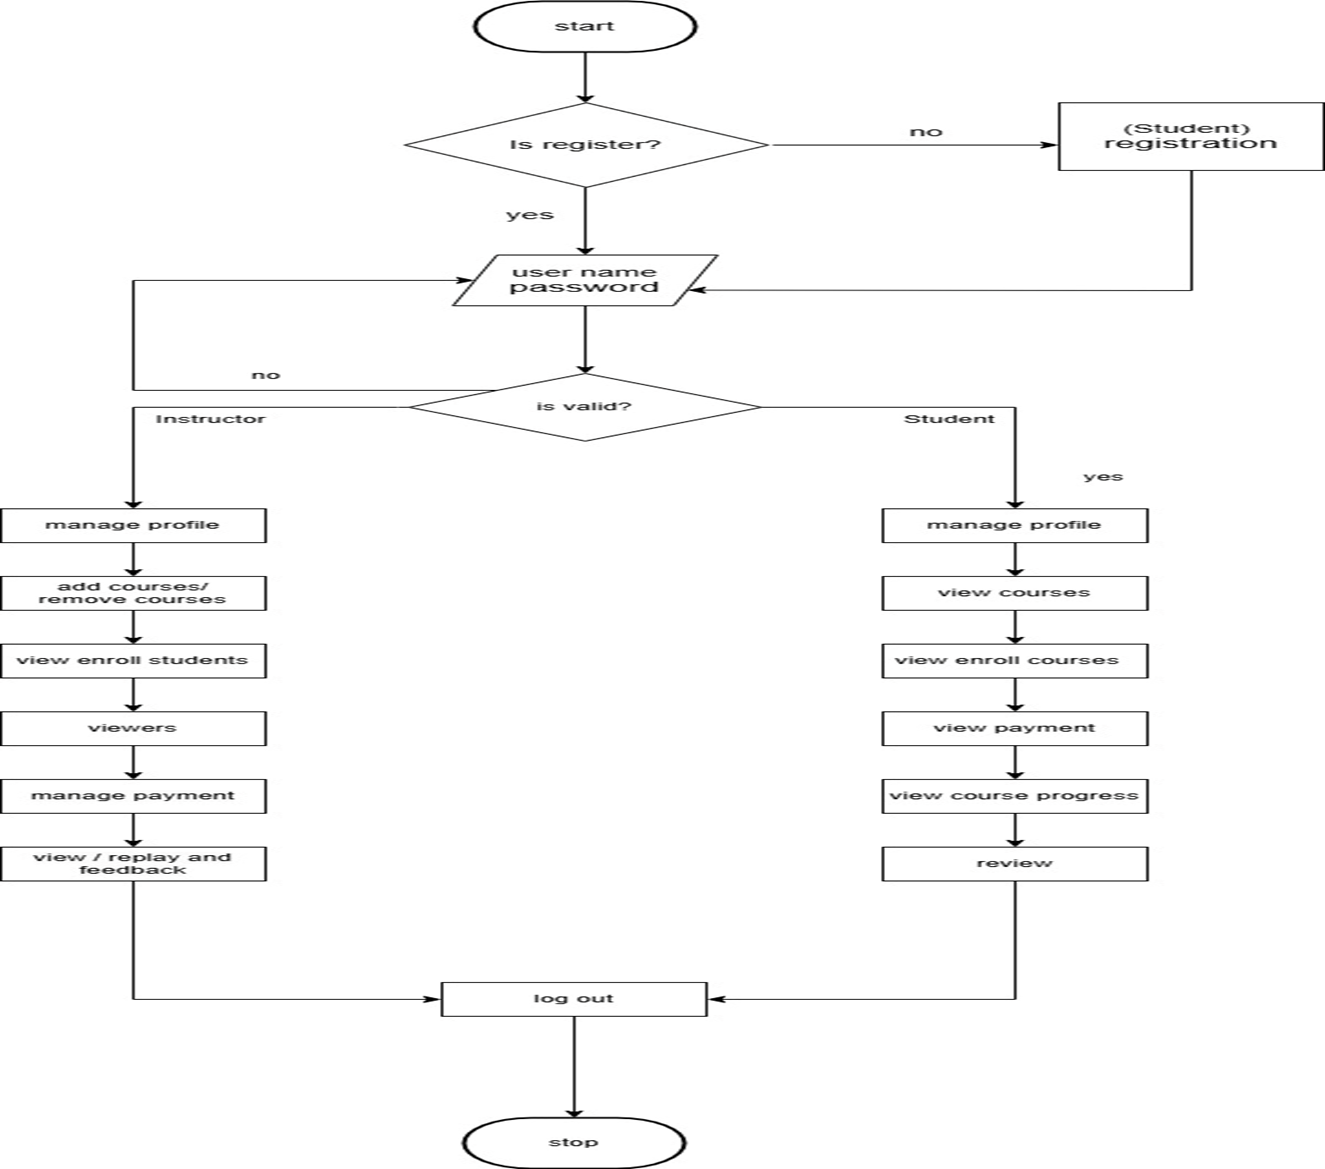 start
Is register?
no
(Student)
registration
yes
user name
password
no
is valid?
Instructor
Student
yes
manage profile
add courses/
remove courses
view enroll students
viewers
manage payment
view / replay and
feedback
manage profile
view courses
view enroll courses
view payment
view course progress
review
log out
stop